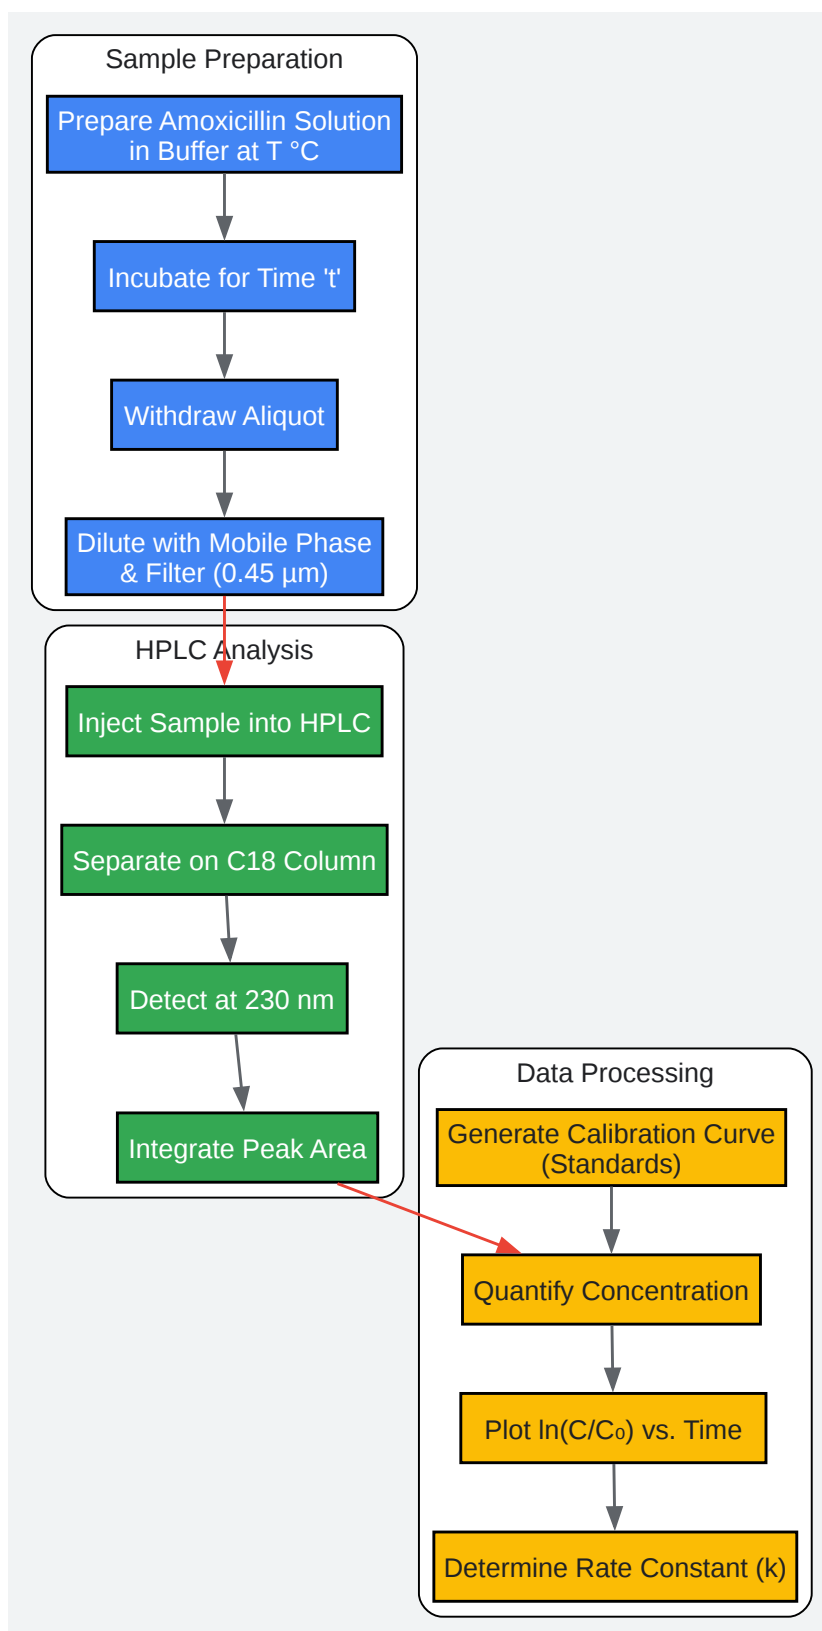 Sample Preparation
Prepare Amoxicillin Solution
in Buffer at T °C
Incubate for Time 't'
Withdraw Aliquot
Dilute with Mobile Phase
& Filter (0.45 µm)
HPLC Analysis
Inject Sample into HPLC
Separate on C18 Column
Detect at 230 nm
Integrate Peak Area
Data Processing
Generate Calibration Curve
(Standards)
Quantify Concentration
Plot ln(C/C₀) vs. Time
Determine Rate Constant (k)